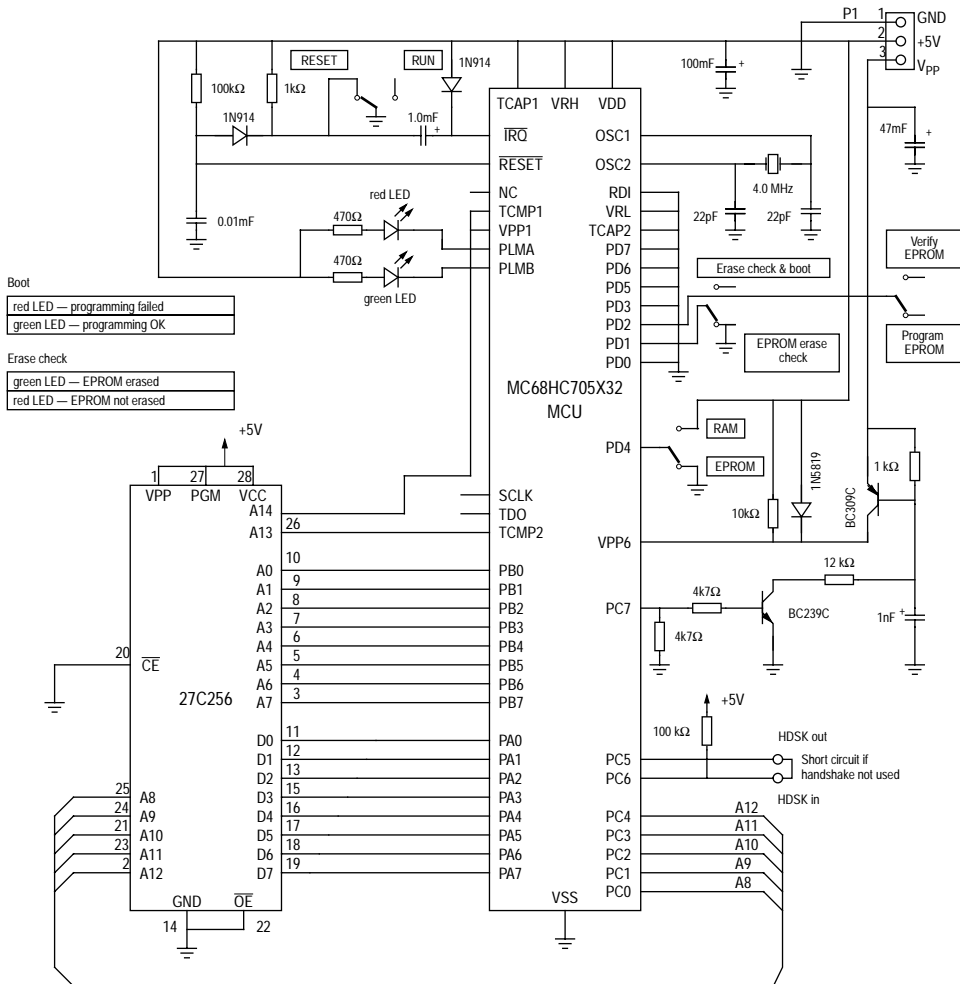 P1
1
GND
2
+5V
3
VPP
RESET
RUN
1N914
100kΩ
1kΩ
1N914
1.0mF
+
0.01mF
100mF
+
47mF
+
TCAP1
VRH
VDD
IRQ
RESET
NC
TCMP1
VPP1
PLMA
PLMB
OSC1
OSC2
RDI
VRL
TCAP2
PD7
PD6
PD5
PD3
PD2
PD1
PD0
4.0 MHz
22pF
22pF
red LED
470Ω
470Ω
green LED
Verify
EPROM
Erase check & boot
Program
EPROM
EPROM erase
check
Boot
red LED — programming failed
green LED — programming OK
Erase check
green LED — EPROM erased
red LED — EPROM not erased
MC68HC705X32
MCU
PD4
RAM
EPROM
1N5819
10kΩ
1 kΩ
BC309C
VPP6
12 kΩ
PC7
4k7Ω
4k7Ω
BC239C
1nF
+
+5V
1
27
28
VPP
PGM
VCC
A14
A13
26
SCLK
TDO
TCMP2
A0
10
PB0
A1
9
PB1
A2
8
PB2
A3
7
PB3
A4
6
PB4
A5
5
PB5
A6
4
PB6
A7
3
PB7
20
CE
27C256
D0
11
PA0
D1
12
PA1
D2
13
PA2
D3
15
PA3
D4
16
PA4
D5
17
PA5
D6
18
PA6
D7
19
PA7
+5V
100 kΩ
HDSK out
PC5
PC6
Short circuit if
handshake not used
HDSK in
25
A8
24
A9
21
A10
23
A11
2
A12
PC4
A12
PC3
A11
PC2
A10
PC1
A9
PC0
A8
GND
OE
14
22
VSS